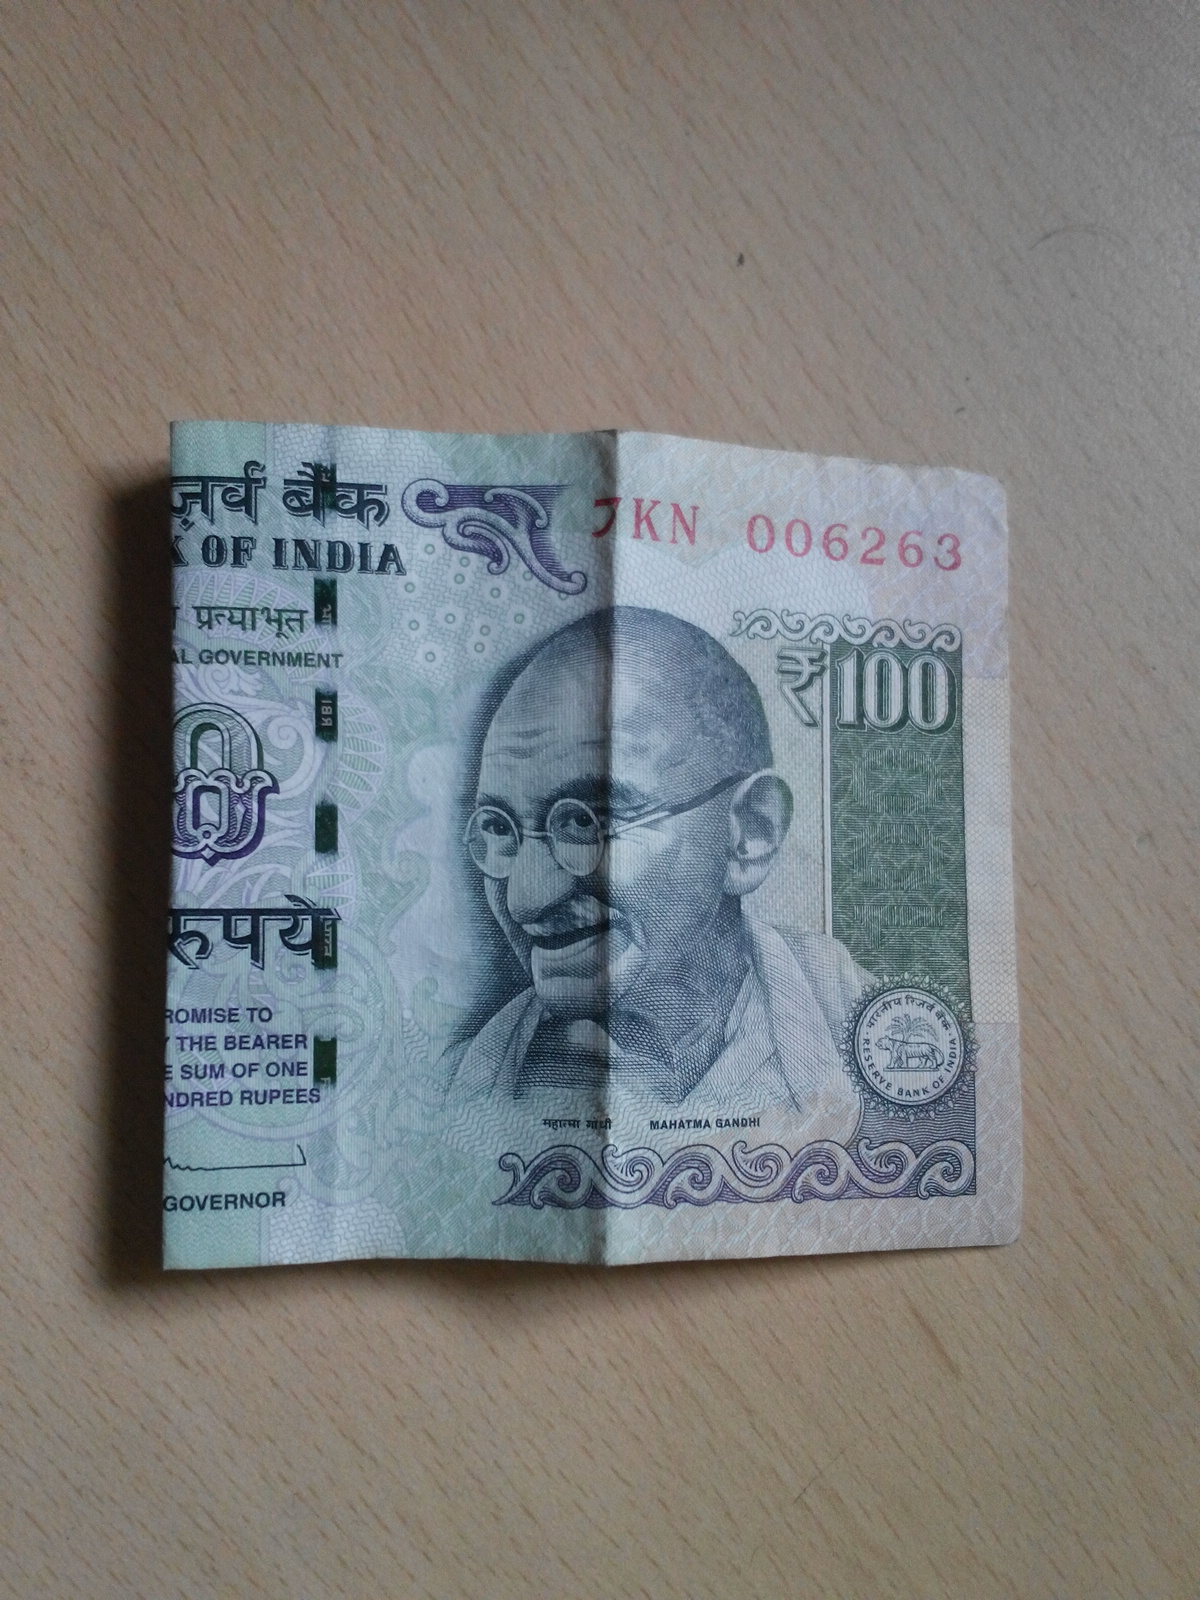 ज़र्व बैंक
K OF INDIA
प्रत्याभूत
AL GOVERNMENT
RBI
0
रुपये
ROMISE TO
Y THE BEARER
E SUM OF ONE
NDRED RUPEES
GOVERNOR
7KN 006263
₹100
भारतीय रिज़र्व बैंक
RESERVE BANK OF INDIA
महात्मा गांधी MAHATMA GANDHI